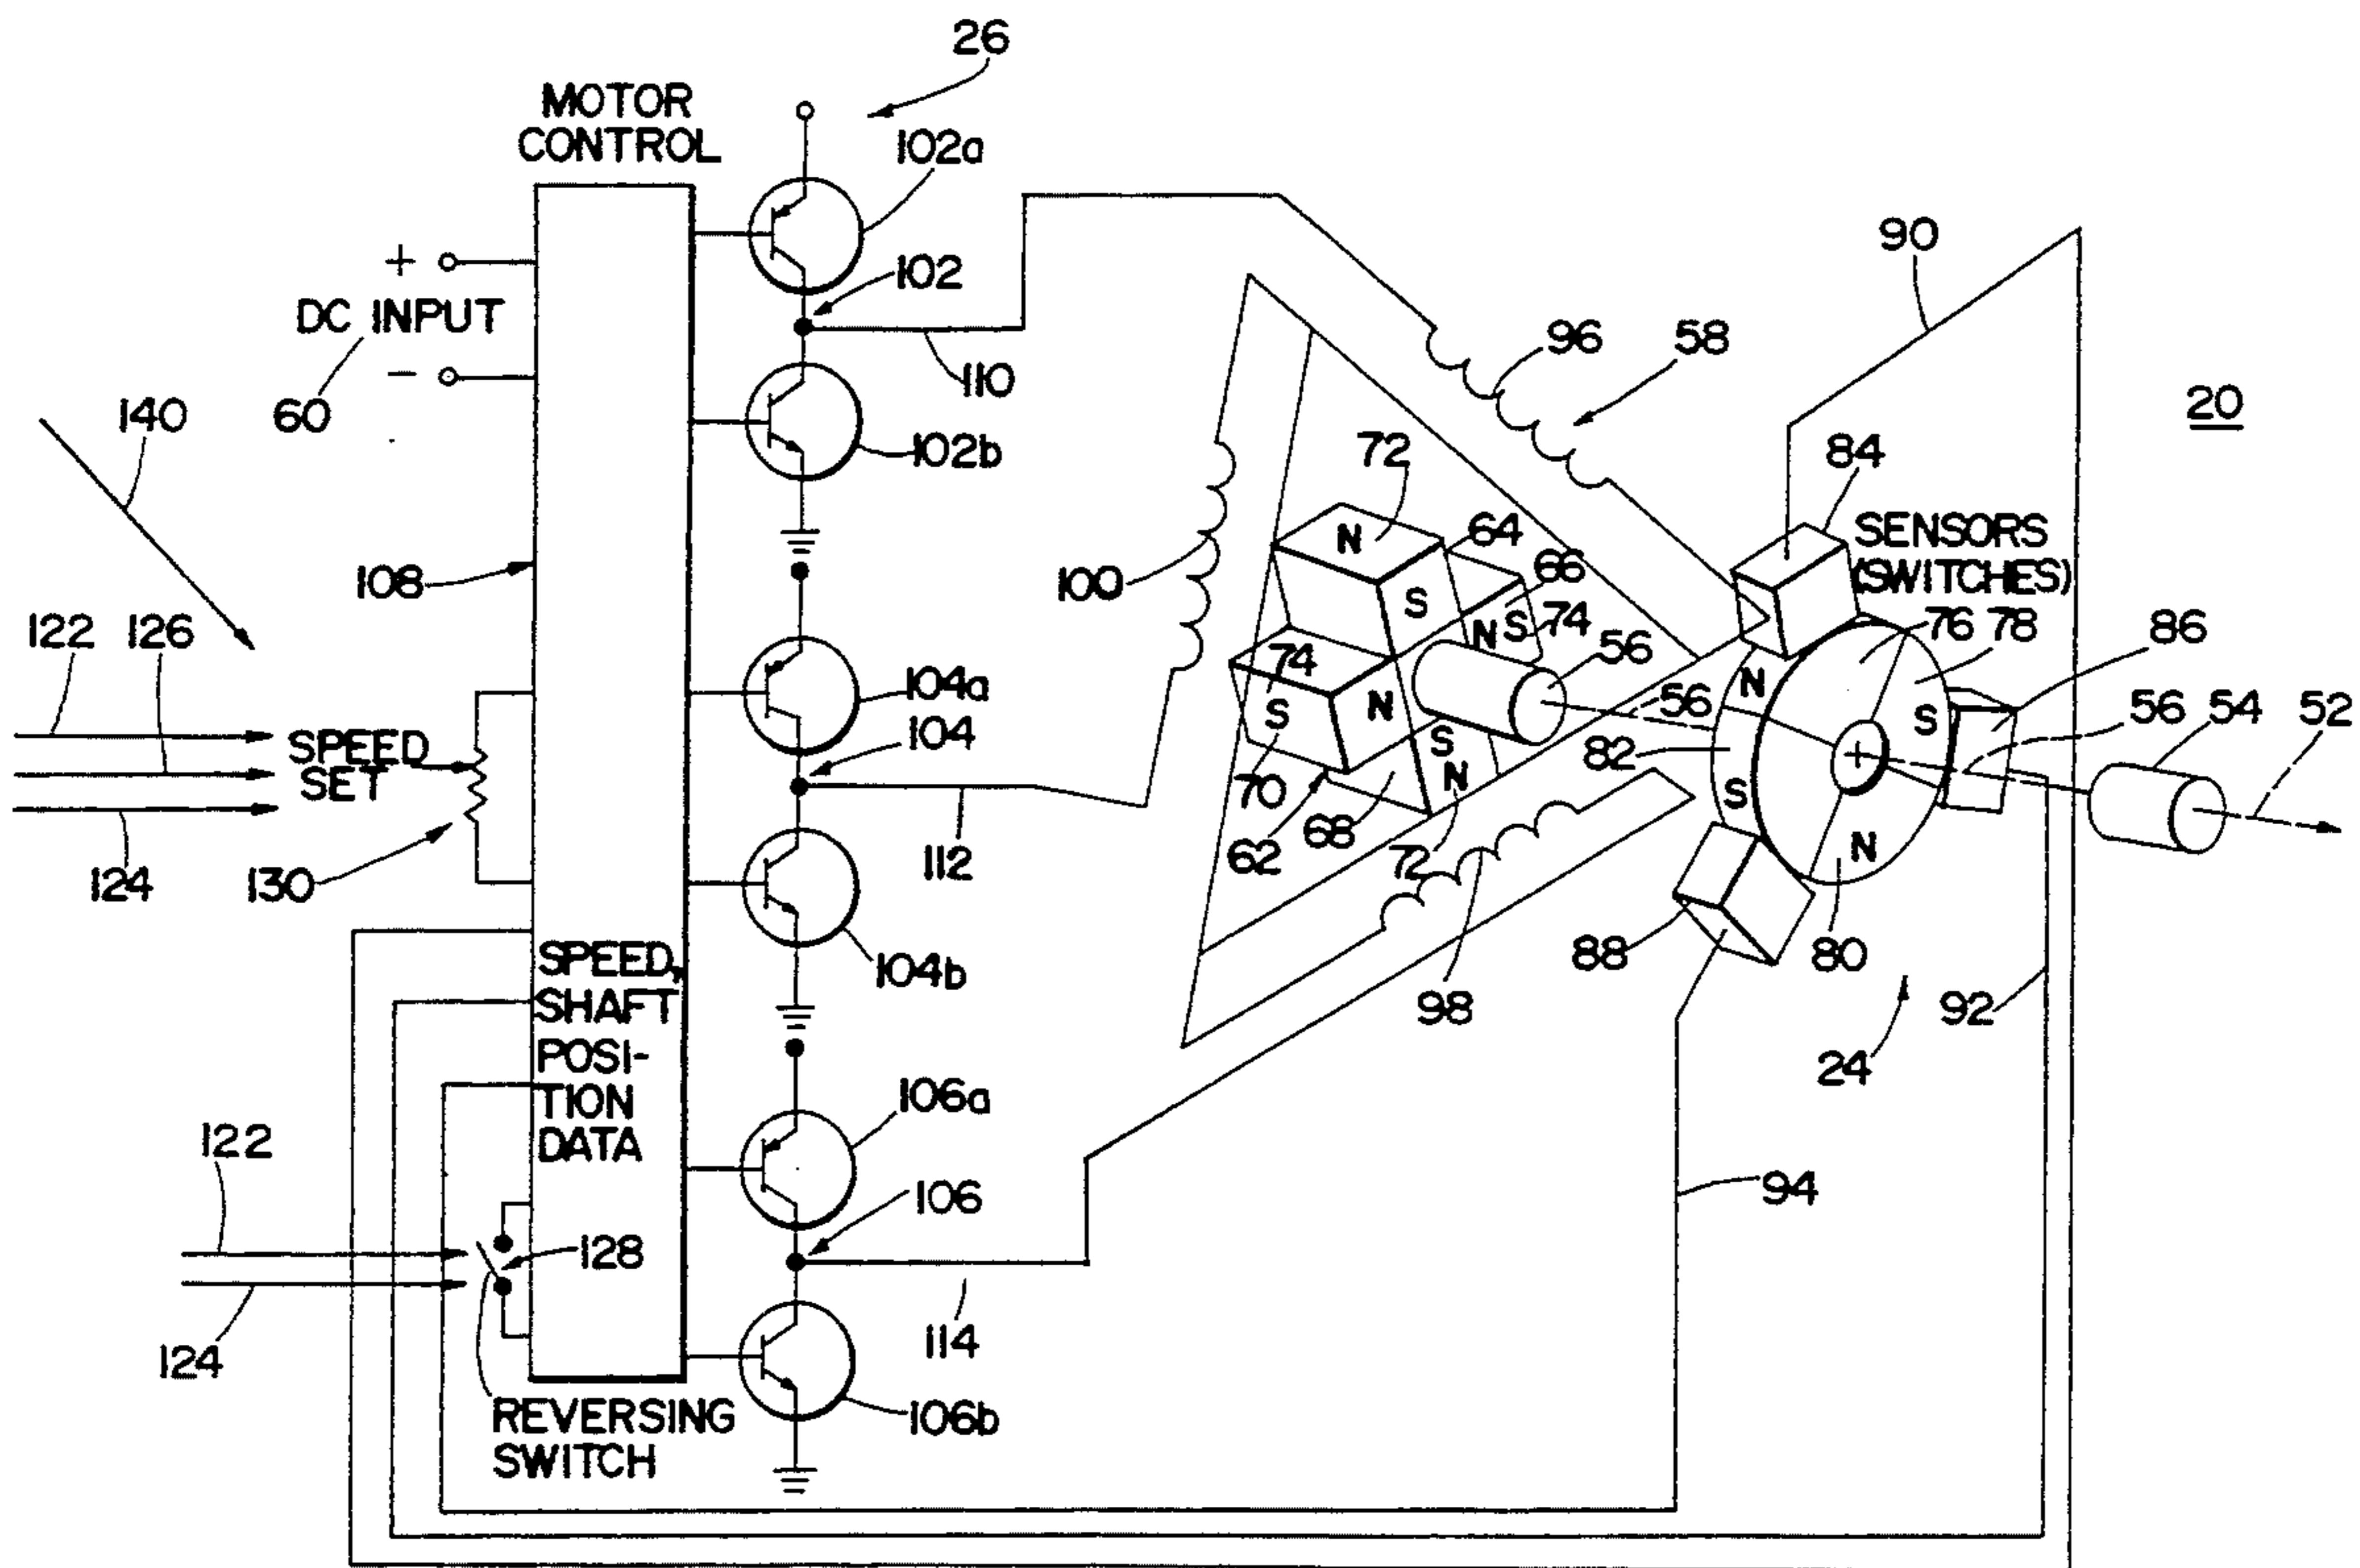 26
MOTOR
CONTROL
102a
+
DC INPUT
-
60
102
110
102b
140
108
122 126
SPEED
SET
124
130
104a
104
112
104b
SPEED,
SHAFT
POSI-
TION
DATA
122
124
128
REVERSING
SWITCH
106a
106
114
106b
96
58
90
20
100
72
N
64
S
66
N
S
74
74
S
N
56
56
70
62
68
S
N
72
98
84
SENSORS
(SWITCHES)
76 78
86
N
S
82
S
N
56
54
52
88
80
92
24
94